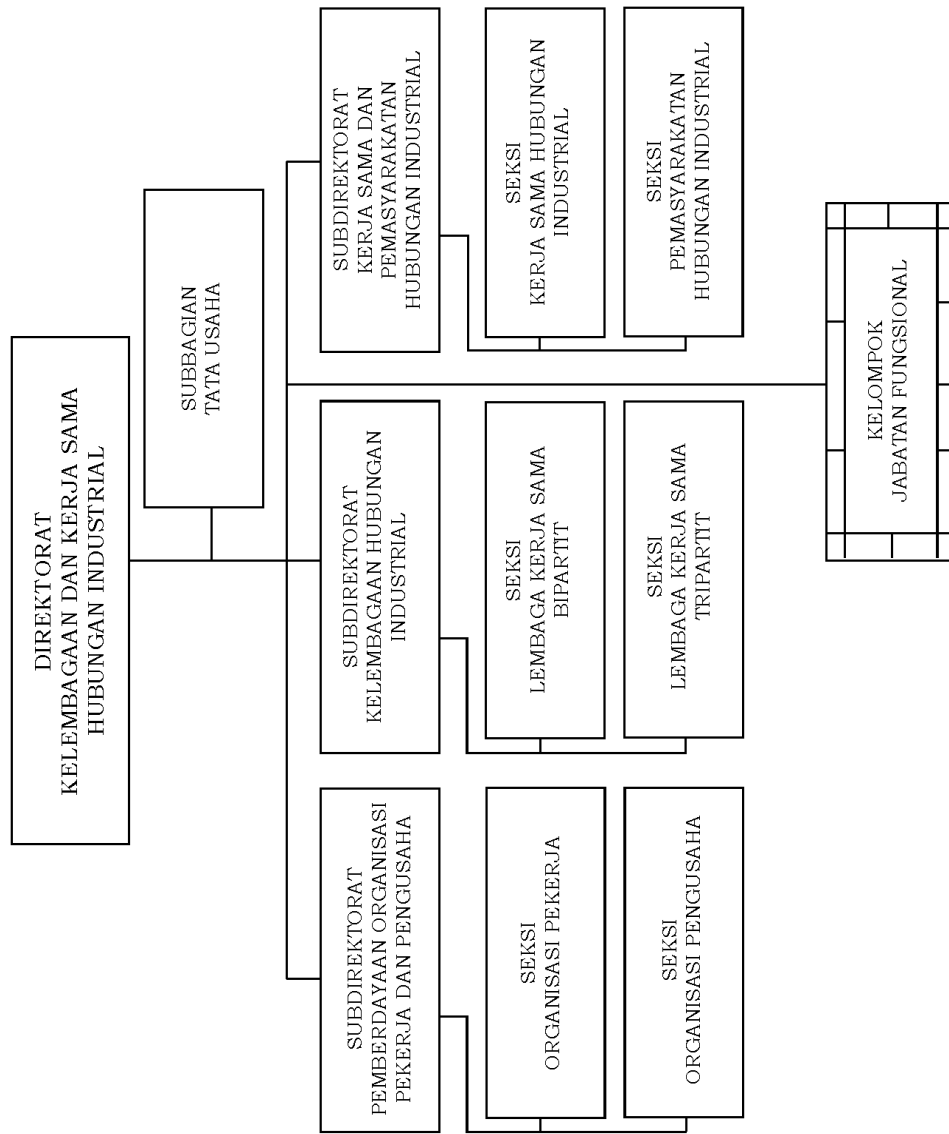 DIREKTORAT
KELEMBAGAAN DAN KERJA SAMA
HUBUNGAN INDUSTRIAL
SUBBAGIAN
TATA USAHA
SUBDIREKTORAT
PEMBERDAYAAN ORGANISASI
PEKERJA DAN PENGUSAHA
SUBDIREKTORAT
KELEMBAGAAN HUBUNGAN
INDUSTRIAL
SUBDIREKTORAT
KERJA SAMA DAN
PEMASYARAKATAN
HUBUNGAN INDUSTRIAL
SEKSI
ORGANISASI PEKERJA
SEKSI
LEMBAGA KERJA SAMA
BIPARTIT
SEKSI
KERJA SAMA HUBUNGAN
INDUSTRIAL
SEKSI
ORGANISASI PENGUSAHA
SEKSI
LEMBAGA KERJA SAMA
TRIPARTIT
SEKSI
PEMASYARAKATAN
HUBUNGAN INDUSTRIAL
KELOMPOK
JABATAN FUNGSIONAL